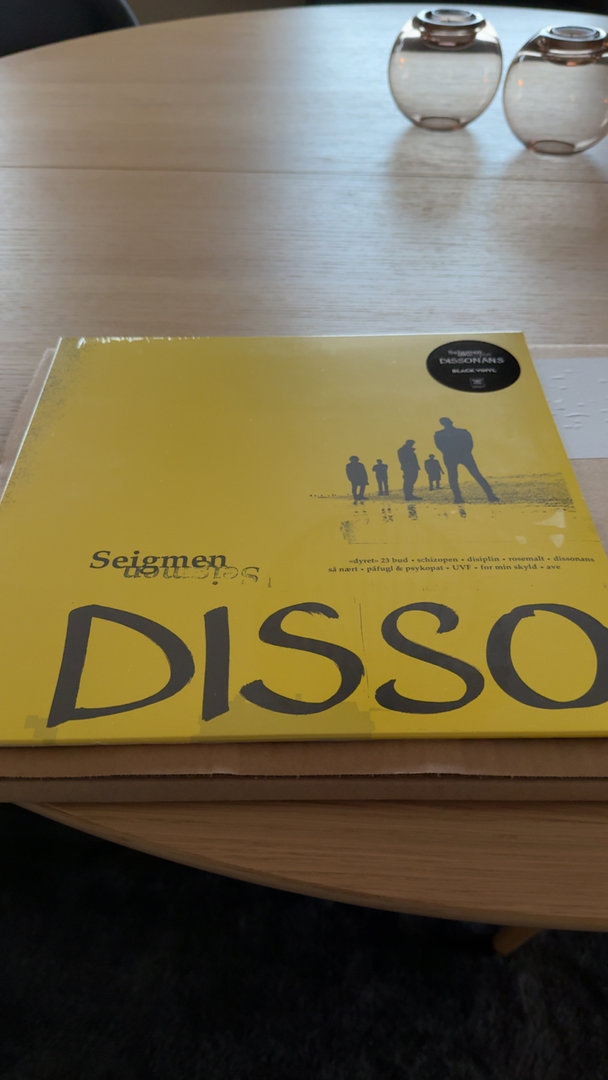 Seigmen
DISSONANS
BLACK VINYL
Seigmen
Seigmen
«dyret» 23 bud • schizopen • disiplin • rosemalt • dissonans
så nært • påfugl & psykopat • UVF • for min skyld • ave
DISSO